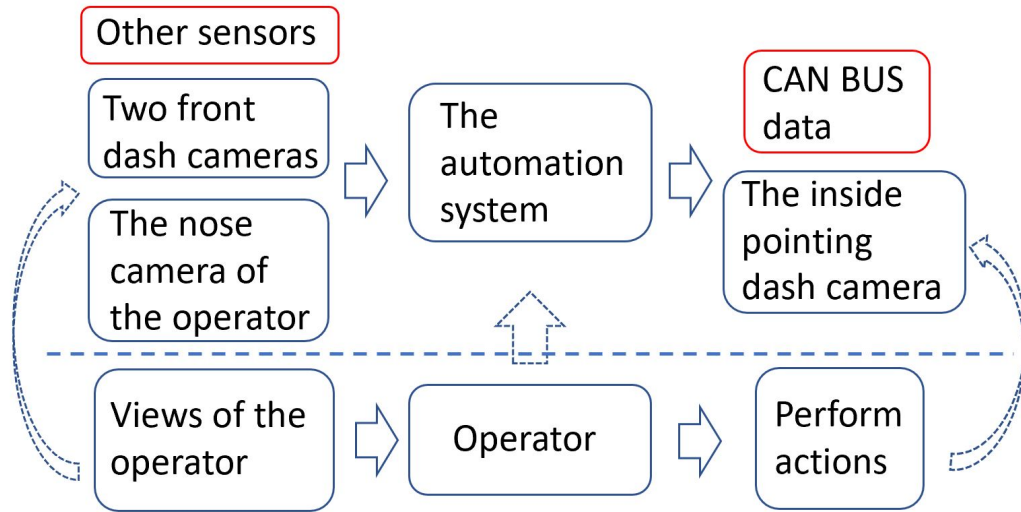 Other sensors
Two front
dash cameras
The nose
camera of
the operator
The
automation
system
CAN BUS
data
The inside
pointing
dash camera
Views of the
operator
Operator
Perform
actions